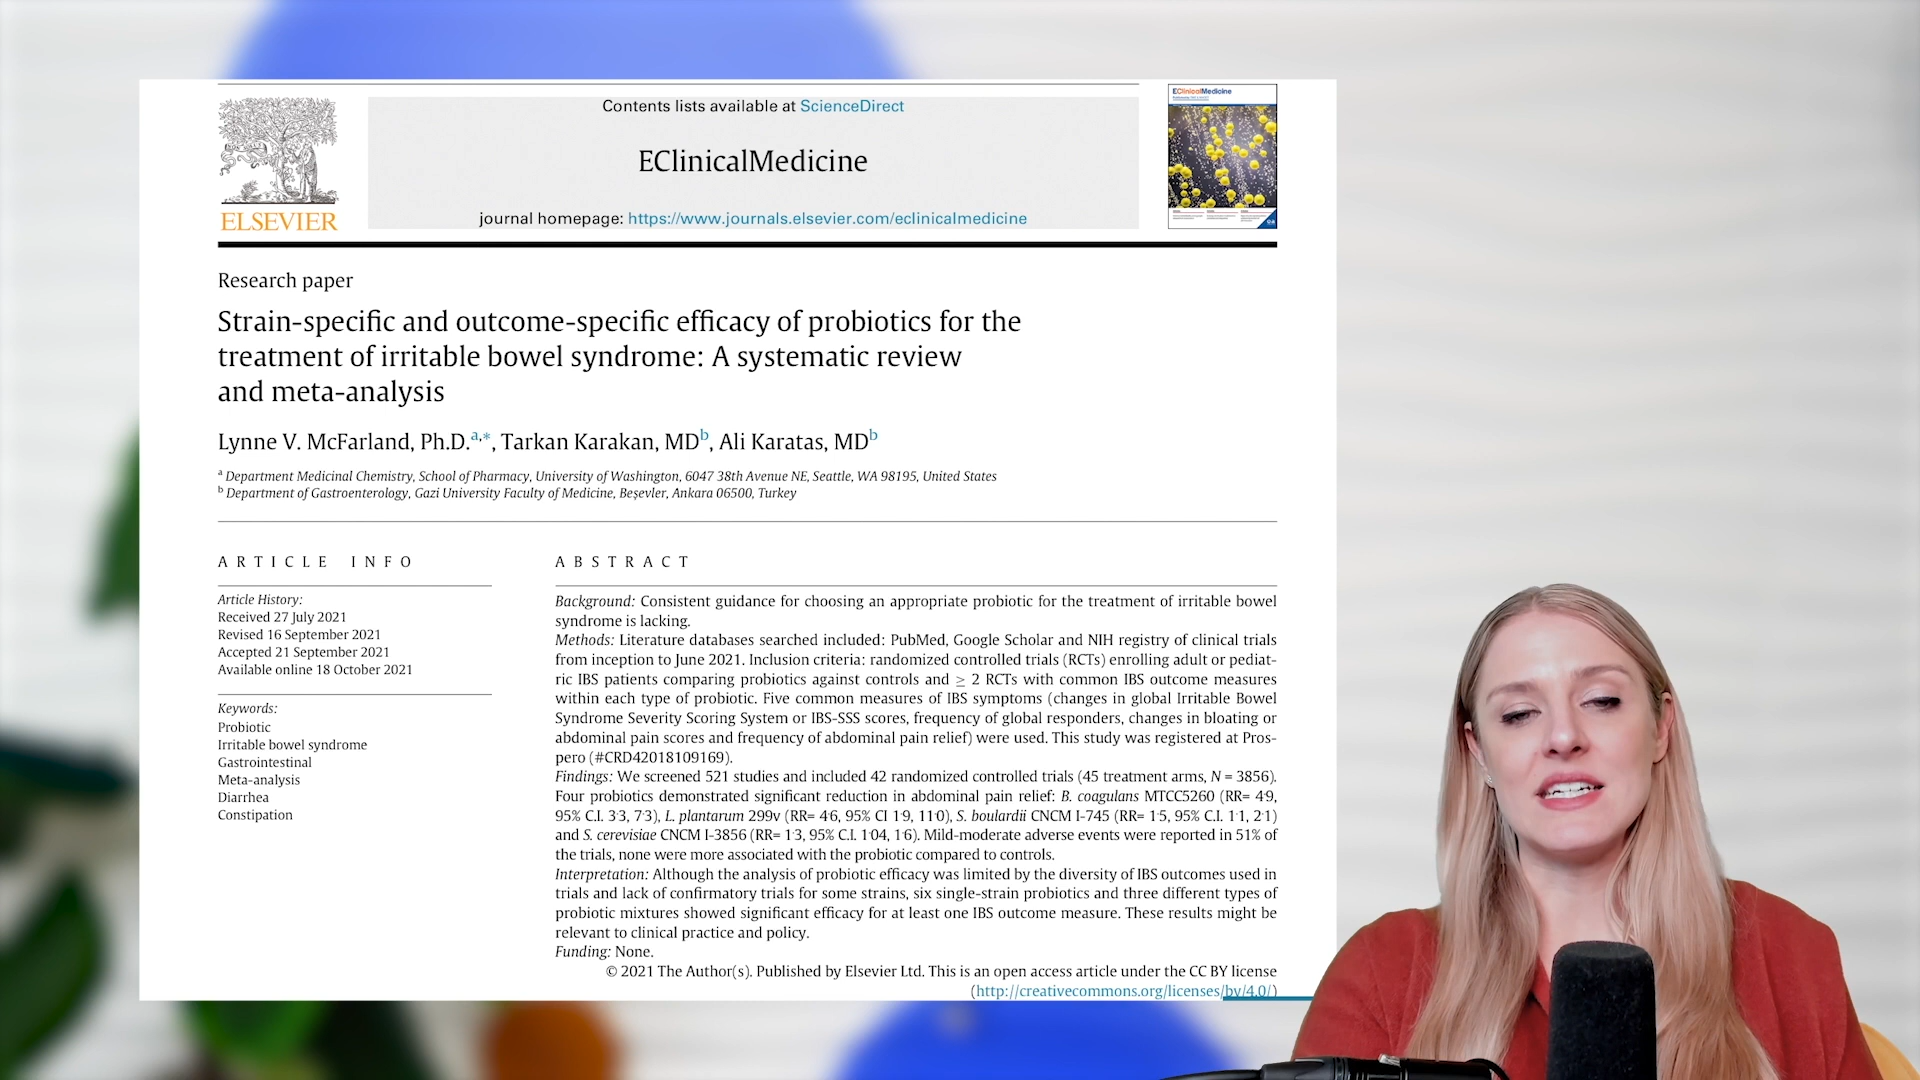 Contents lists available at ScienceDirect
EClinicalMedicine
journal homepage: https://www.journals.elsevier.com/eclinicalmedicine
ELSEVIER
EClinicalMedicine
Research paper
Strain-specific and outcome-specific efficacy of probiotics for the
treatment of irritable bowel syndrome: A systematic review
and meta-analysis
Lynne V. McFarland, Ph.D.a,*, Tarkan Karakan, MDb, Ali Karatas, MDb
a Department Medicinal Chemistry, School of Pharmacy, University of Washington, 6047 38th Avenue NE, Seattle, WA 98195, United States
b Department of Gastroenterology, Gazi University Faculty of Medicine, Beşevler, Ankara 06500, Turkey
ARTICLE INFO
Article History:
Received 27 July 2021
Revised 16 September 2021
Accepted 21 September 2021
Available online 18 October 2021
Keywords:
Probiotic
Irritable bowel syndrome
Gastrointestinal
Meta-analysis
Diarrhea
Constipation
ABSTRACT
Background: Consistent guidance for choosing an appropriate probiotic for the treatment of irritable bowel
syndrome is lacking.
Methods: Literature databases searched included: PubMed, Google Scholar and NIH registry of clinical trials
from inception to June 2021. Inclusion criteria: randomized controlled trials (RCTs) enrolling adult or pediat-
ric IBS patients comparing probiotics against controls and ≥ 2 RCTs with common IBS outcome measures
within each type of probiotic. Five common measures of IBS symptoms (changes in global Irritable Bowel
Syndrome Severity Scoring System or IBS-SSS scores, frequency of global responders, changes in bloating or
abdominal pain scores and frequency of abdominal pain relief) were used. This study was registered at Pros-
pero (#CRD42018109169).
Findings: We screened 521 studies and included 42 randomized controlled trials (45 treatment arms, N = 3856).
Four probiotics demonstrated significant reduction in abdominal pain relief: B. coagulans MTCC5260 (RR= 4·9,
95% C.I. 3·3, 7·3), L. plantarum 299v (RR= 4·6, 95% CI 1·9, 11·0), S. boulardii CNCM I-745 (RR= 1·5, 95% C.I. 1·1, 2·1)
and S. cerevisiae CNCM I-3856 (RR= 1·3, 95% C.I. 1·04, 1·6). Mild-moderate adverse events were reported in 51% of
the trials, none were more associated with the probiotic compared to controls.
Interpretation: Although the analysis of probiotic efficacy was limited by the diversity of IBS outcomes used in
trials and lack of confirmatory trials for some strains, six single-strain probiotics and three different types of
probiotic mixtures showed significant efficacy for at least one IBS outcome measure. These results might be
relevant to clinical practice and policy.
Funding: None.
© 2021 The Author(s). Published by Elsevier Ltd. This is an open access article under the CC BY license
(http://creativecommons.org/licenses/by/4.0/)